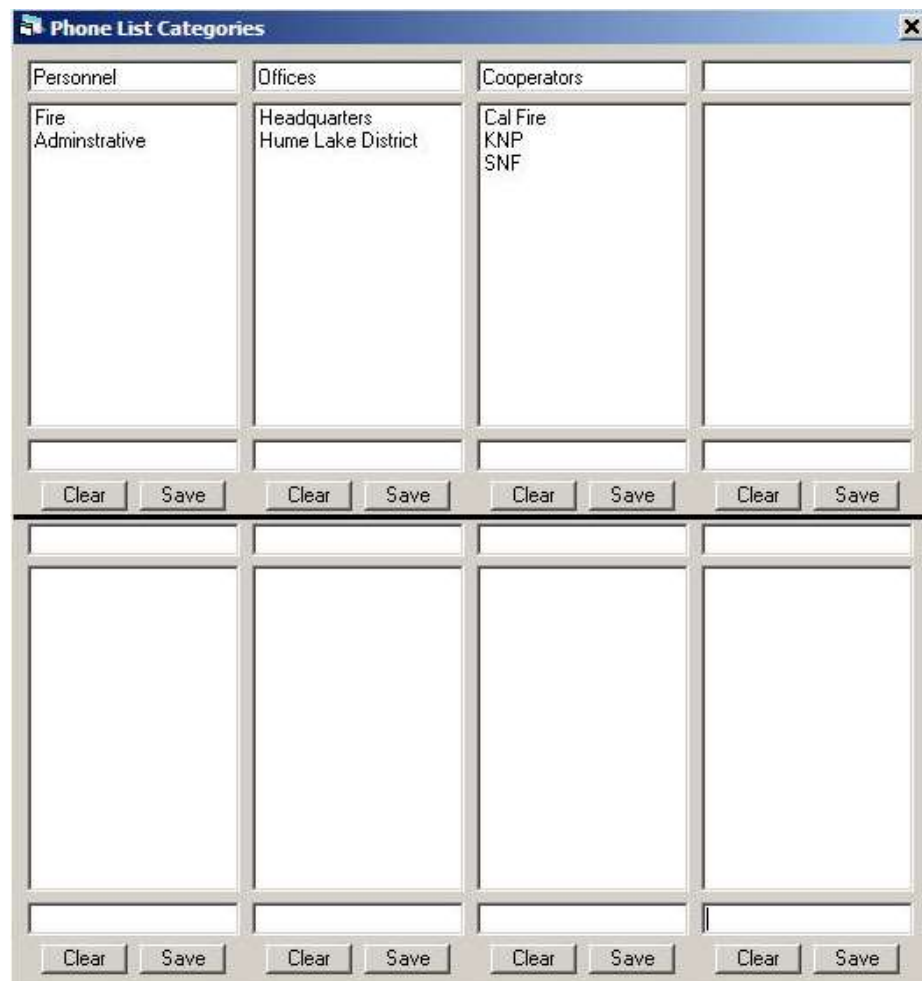 Phone List Categories
Personnel
Offices
Cooperators
Fire
Adminstrative
Headquarters
Hume Lake District
Cal Fire
KNP
SNF
Clear Save Clear Save Clear Save Clear Save
Clear Save Clear Save Clear Save Clear Save